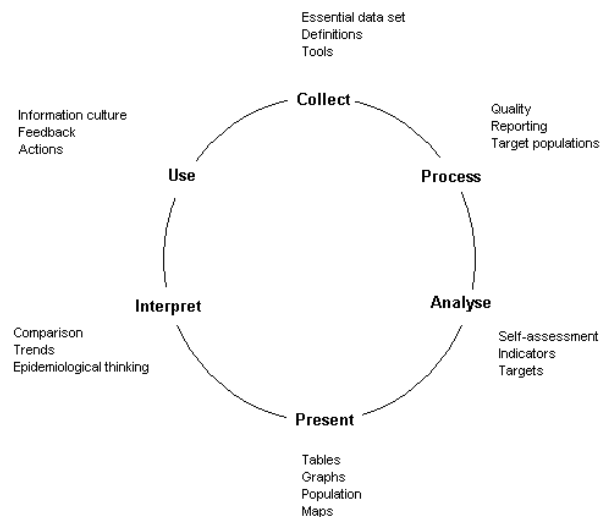 Essential data set
Definitions
Tools
Collect
Quality
Reporting
Target populations
Process
Analyse
Self-assessment
Indicators
Targets
Present
Tables
Graphs
Population
Maps
Interpret
Comparison
Trends
Epidemiological thinking
Information culture
Feedback
Actions
Use